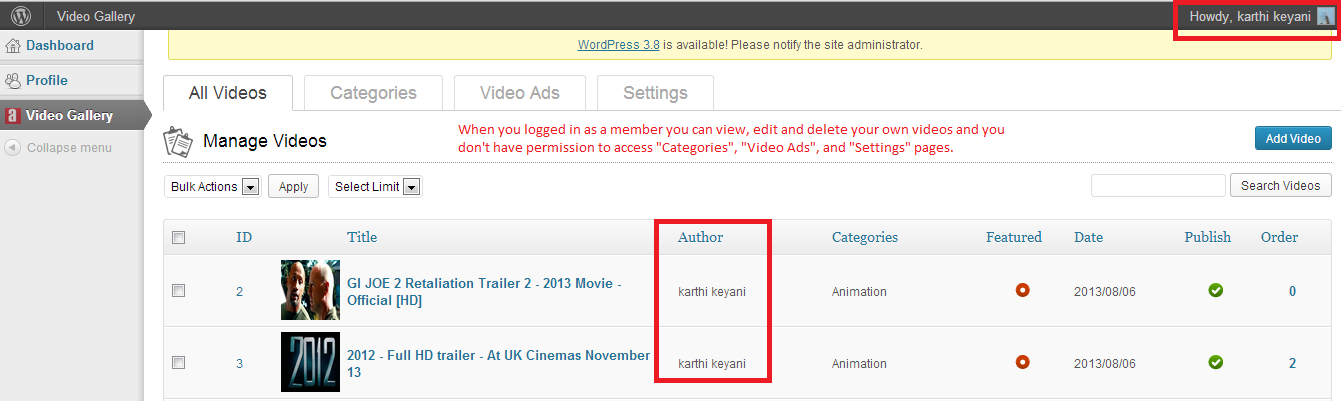 Video Gallery
Howdy, karthi keyani
Dashboard
Profile
Video Gallery
Collapse menu
WordPress 3.8 is available! Please notify the site administrator.
All Videos
Categories
Video Ads
Settings
Manage Videos
When you logged in as a member you can view, edit and delete your own videos and you
don't have permission to access "Categories", "Video Ads", and "Settings" pages.
Add Video
Bulk Actions
Apply
Select Limit
Search Videos
ID Title Author Categories Featured Date Publish Order
2 GI JOE 2 Retaliation Trailer 2 - 2013 Movie -
Official [HD]
karthi keyani Animation 2013/08/06 0
2012
3 2012 - Full HD trailer - At UK Cinemas November
13
karthi keyani Animation 2013/08/06 2